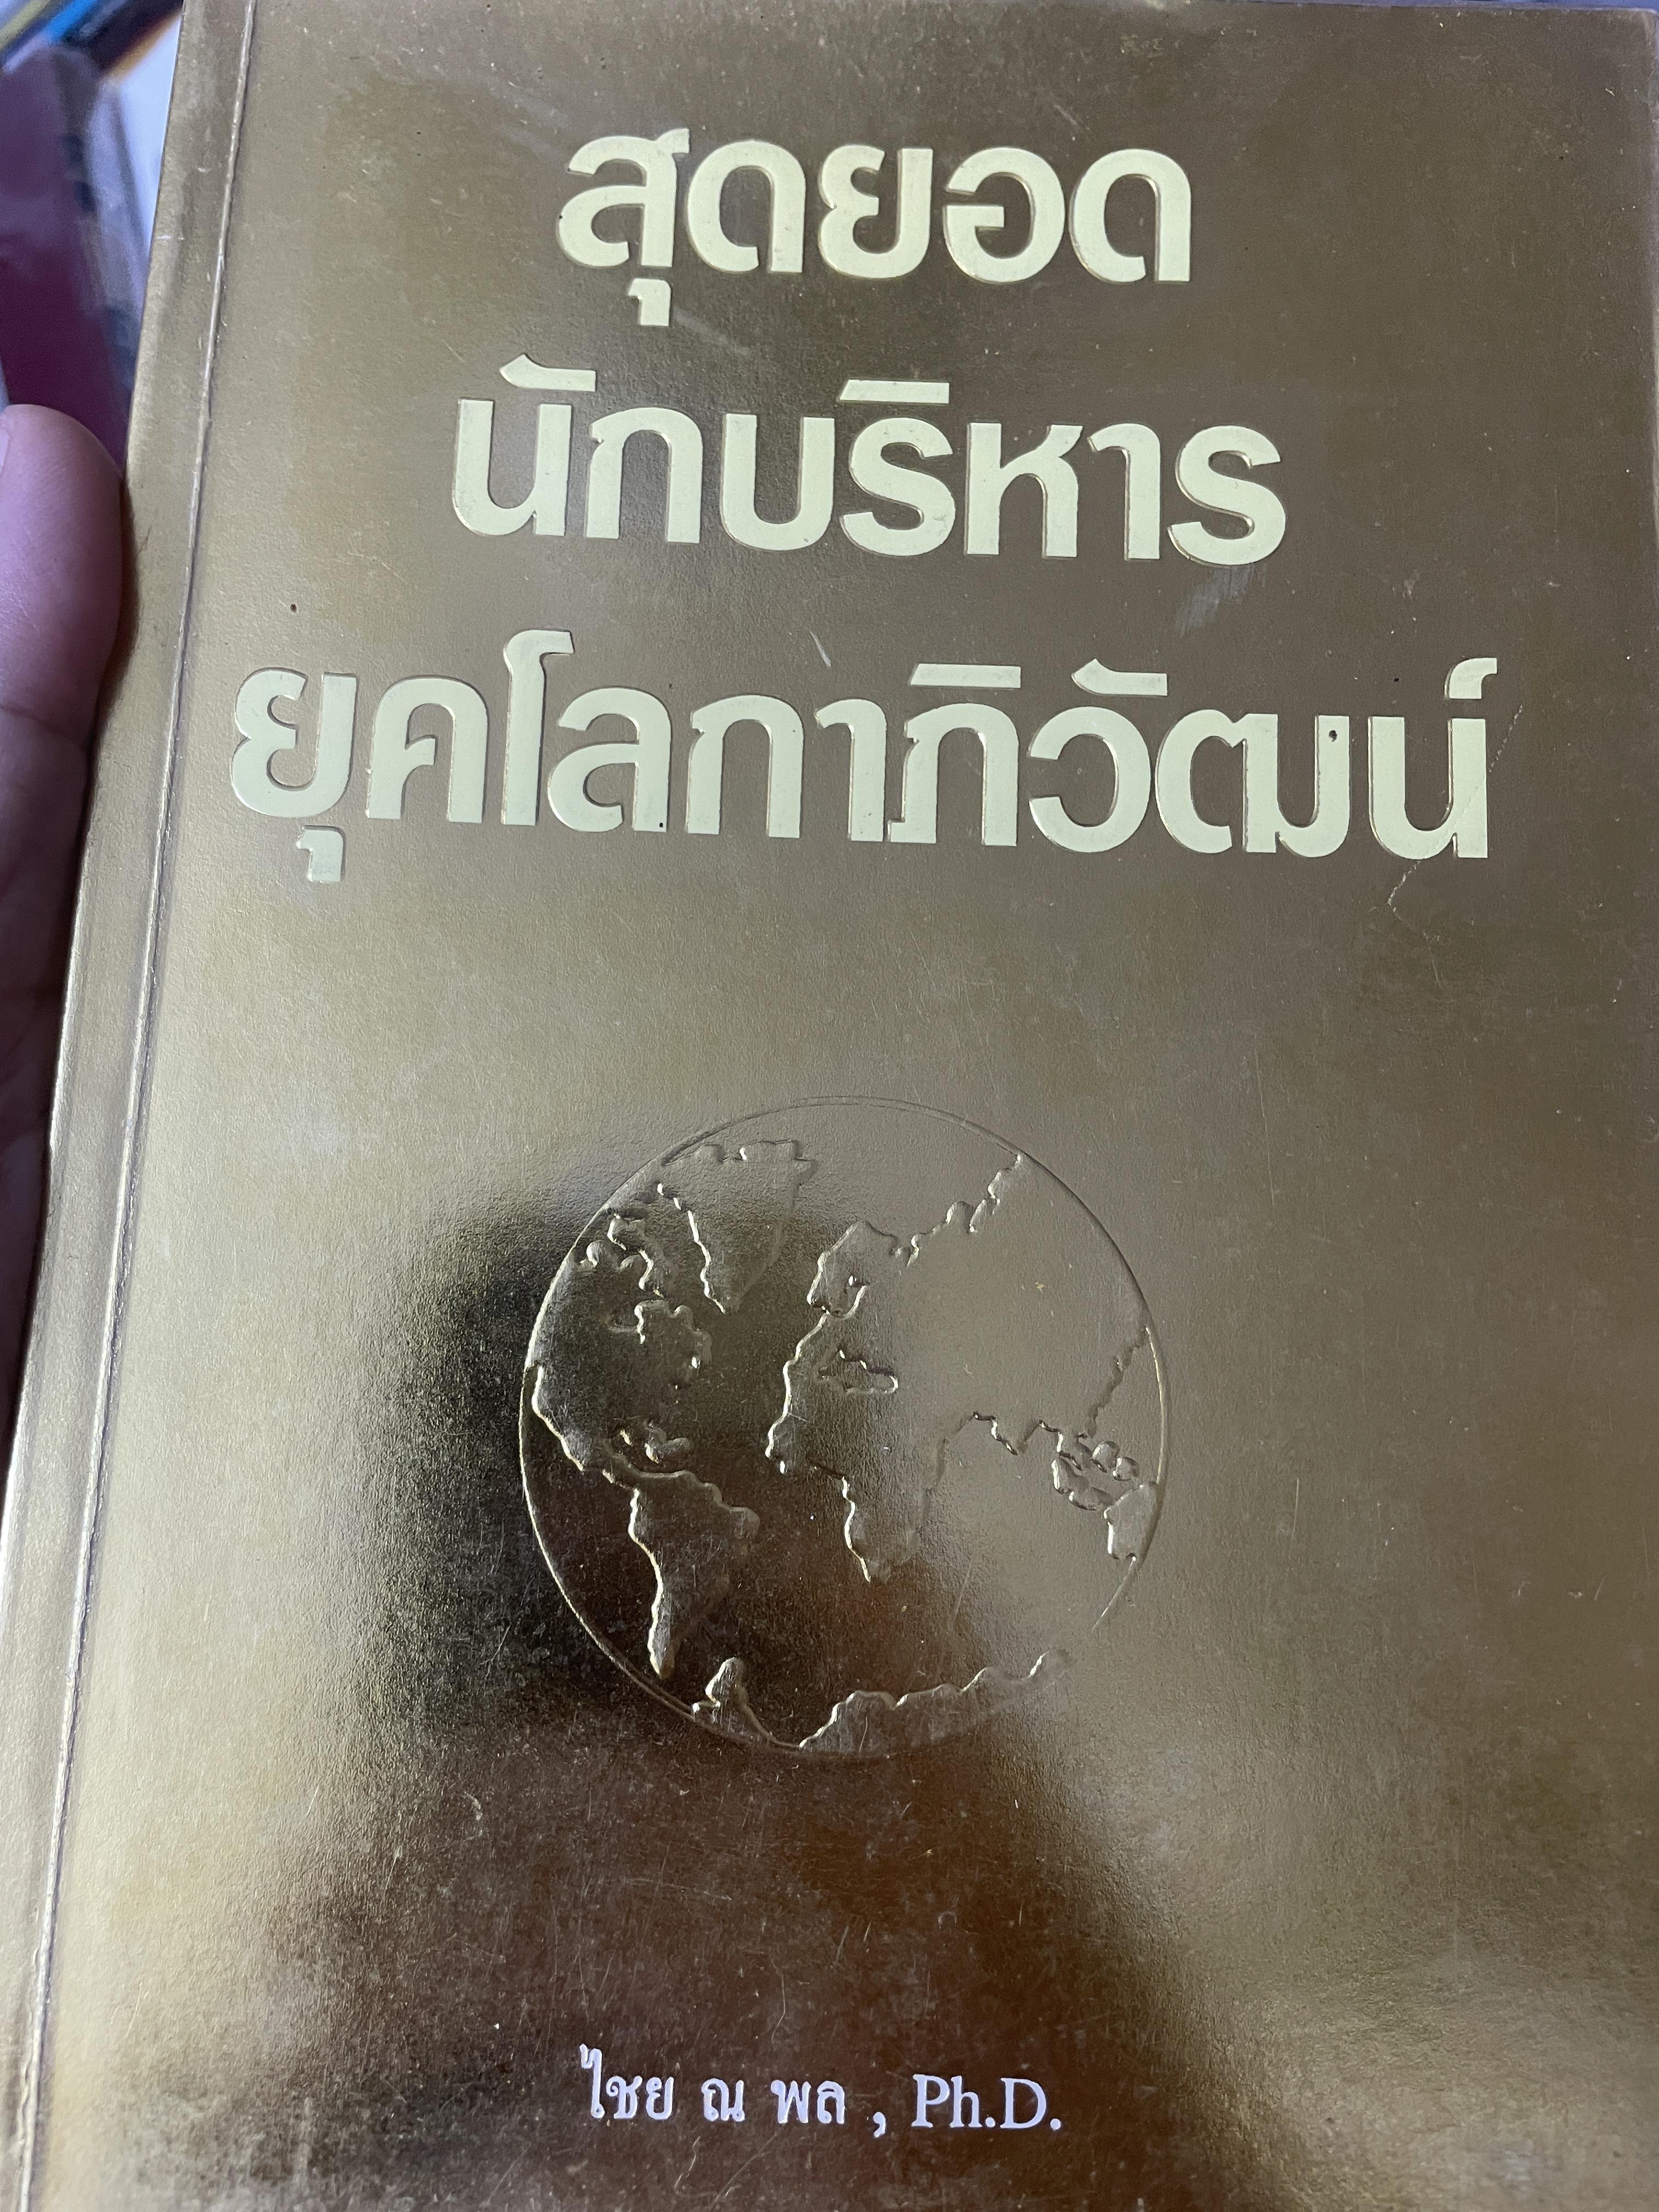 สุดยอด
นักบริหาร
ยุคโลกาภิวัฒน์
ไชย ณ พล , Ph.D.